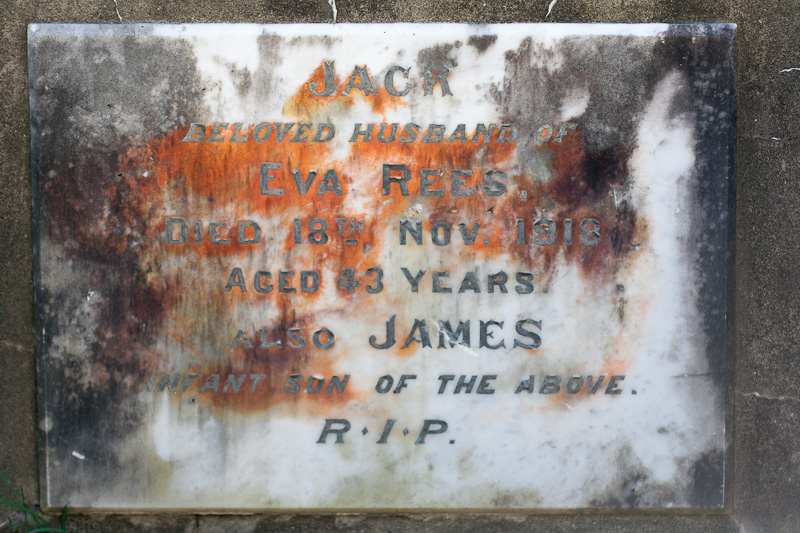 JACK
BELOVED HUSBAND OF
EVA REES,
DIED 18TH, NOV. 1918
AGED 43 YEARS.
ALSO JAMES
INFANT SON OF THE ABOVE.
R·I·P.